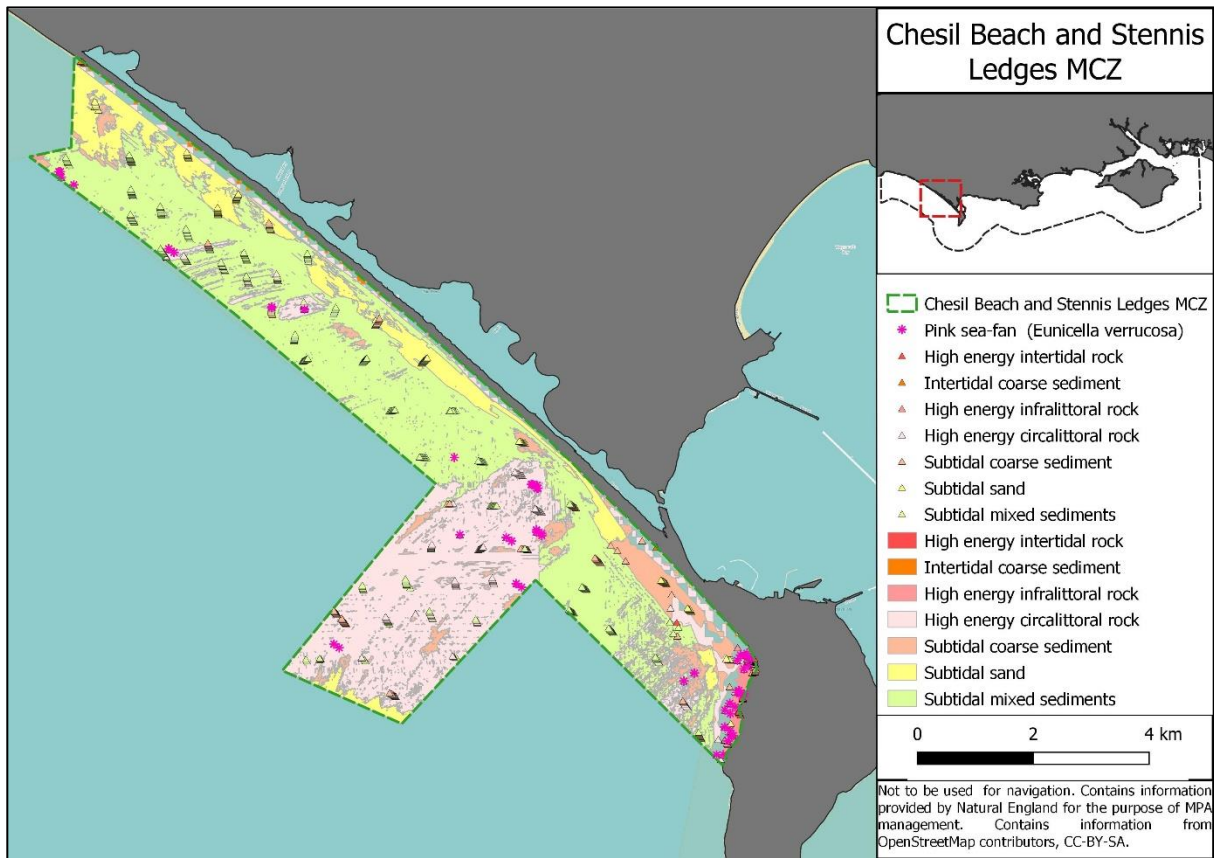 Chesil Beach and Stennis
Ledges MCZ
Chesil Beach and Stennis Ledges MCZ
Pink sea-fan (Eunicella verrucosa)
High energy intertidal rock
Intertidal coarse sediment
High energy infralittoral rock
High energy circalittoral rock
Subtidal coarse sediment
Subtidal sand
Subtidal mixed sediments
High energy intertidal rock
Intertidal coarse sediment
High energy infralittoral rock
High energy circalittoral rock
Subtidal coarse sediment
Subtidal sand
Subtidal mixed sediments
0 2 4 km
Not to be used for navigation. Contains information
provided by Natural England for the purpose of MPA
management. Contains information from
OpenStreetMap contributors, CC-BY-SA.